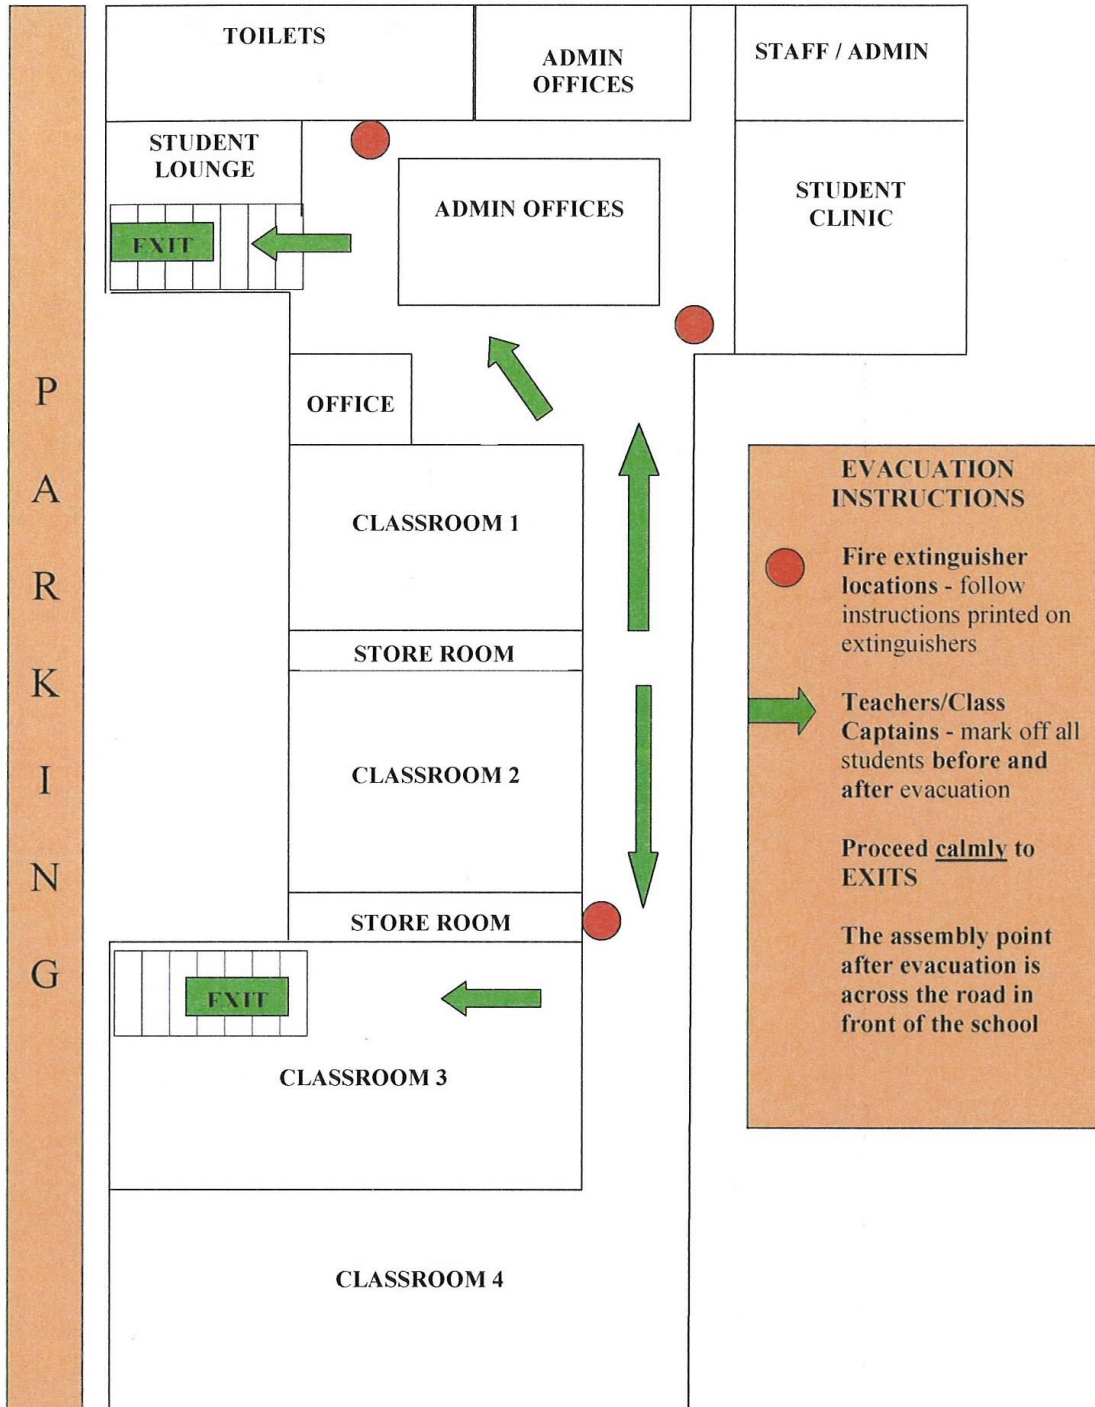 TOILETS
ADMIN
OFFICES
STAFF / ADMIN
STUDENT
LOUNGE
ADMIN OFFICES
STUDENT
CLINIC
EXIT
OFFICE
CLASSROOM 1
STORE ROOM
CLASSROOM 2
STORE ROOM
EXIT
CLASSROOM 3
CLASSROOM 4
P
A
R
K
I
N
G
EVACUATION
INSTRUCTIONS
Fire extinguisher
locations - follow
instructions printed on
extinguishers
Teachers/Class
Captains - mark off all
students before and
after evacuation
Proceed calmly to
EXITS
The assembly point
after evacuation is
across the road in
front of the school